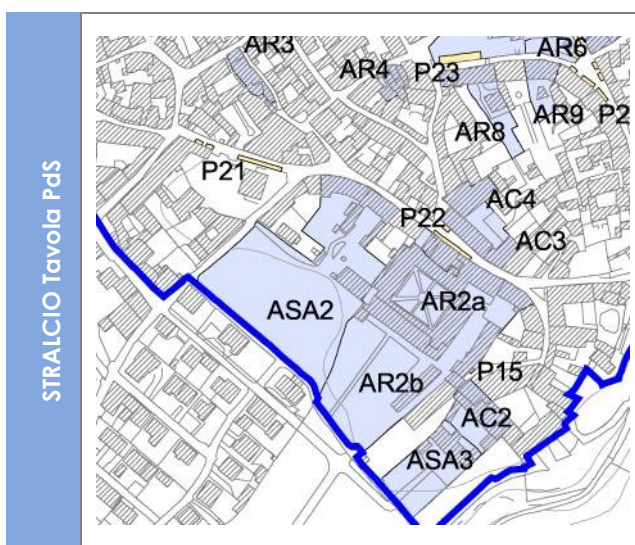 STRALCIO Tavola PdS
AR3
AR4
P23
AR6
AR8
AR9
P2
P21
AC4
P22
AC3
ASA2
AR2a
AR2b
P15
AC2
ASA3